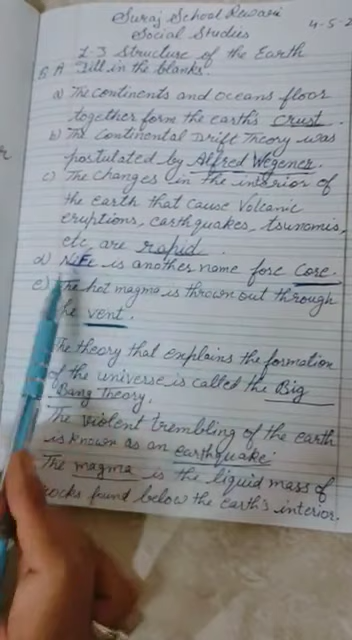 Suraj School Rewari
4-5-2
Social Studies
L-3 Structure of the Earth
B A Fill in the blanks.
a) The continents and oceans floor
together form the earth's crust.
b) The Continental Drift Theory was
postulated by Alfred Wegener.
c) The changes in the interior of
the earth that cause Volcanic
eruptions, earthquakes, tsunamis,
etc are rapid.
d) NiFe is another name for Core.
e) The hot magma is thrown out through
he vent.
The theory that explains the formation
of the universe is called the Big
Bang Theory.
The violent trembling of the earth
is known as an earthquake.
The magma is the liquid mass of
rocks found below the earth's interior.